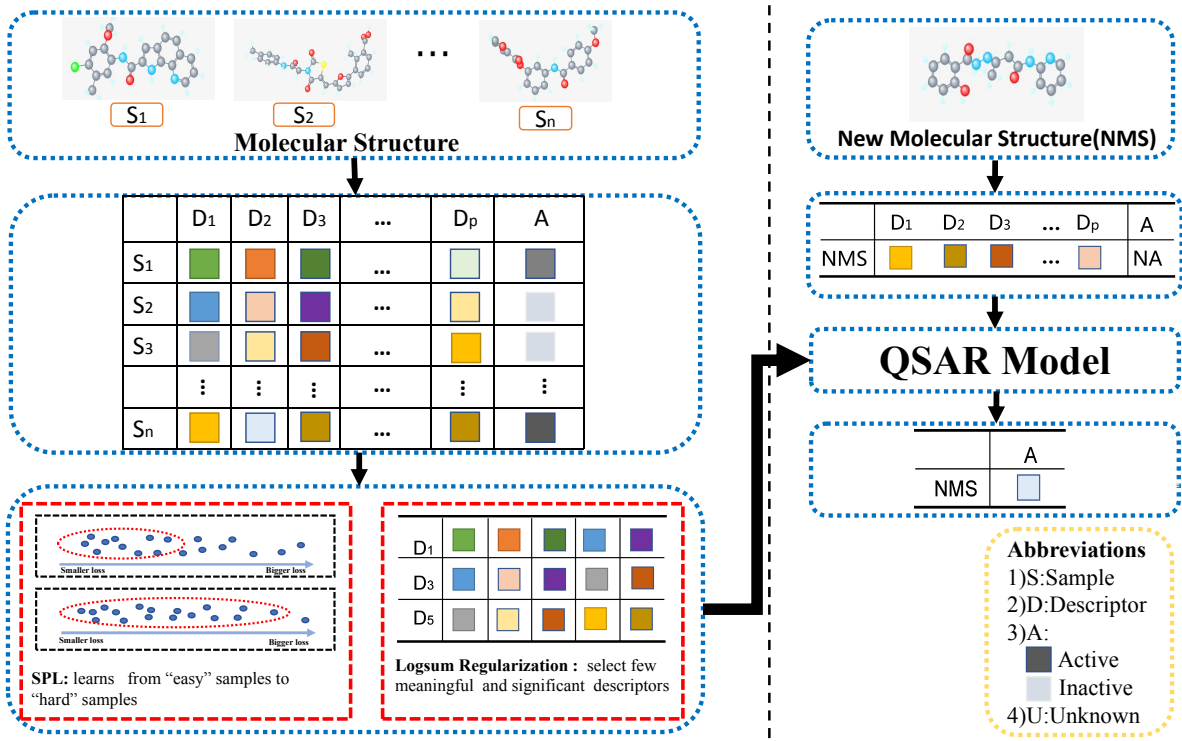 S1
S2
...
Sn
Molecular Structure
D1 D2 D3 ... Dp A
S1 ...
S2 ...
S3 ...
⋮ ⋮ ⋮ ⋮ ... ⋮ ⋮
Sn ...
Smaller loss Bigger loss
Smaller loss Bigger loss
SPL: learns from “easy” samples to
“hard” samples
D1
D3
D5
Logsum Regularization : select few
meaningful and significant descriptors
New Molecular Structure(NMS)
D1 D2 D3 ... Dp A
NMS ... NA
QSAR Model
A
NMS
Abbreviations
1)S:Sample
2)D:Descriptor
3)A:
Active
Inactive
4)U:Unknown